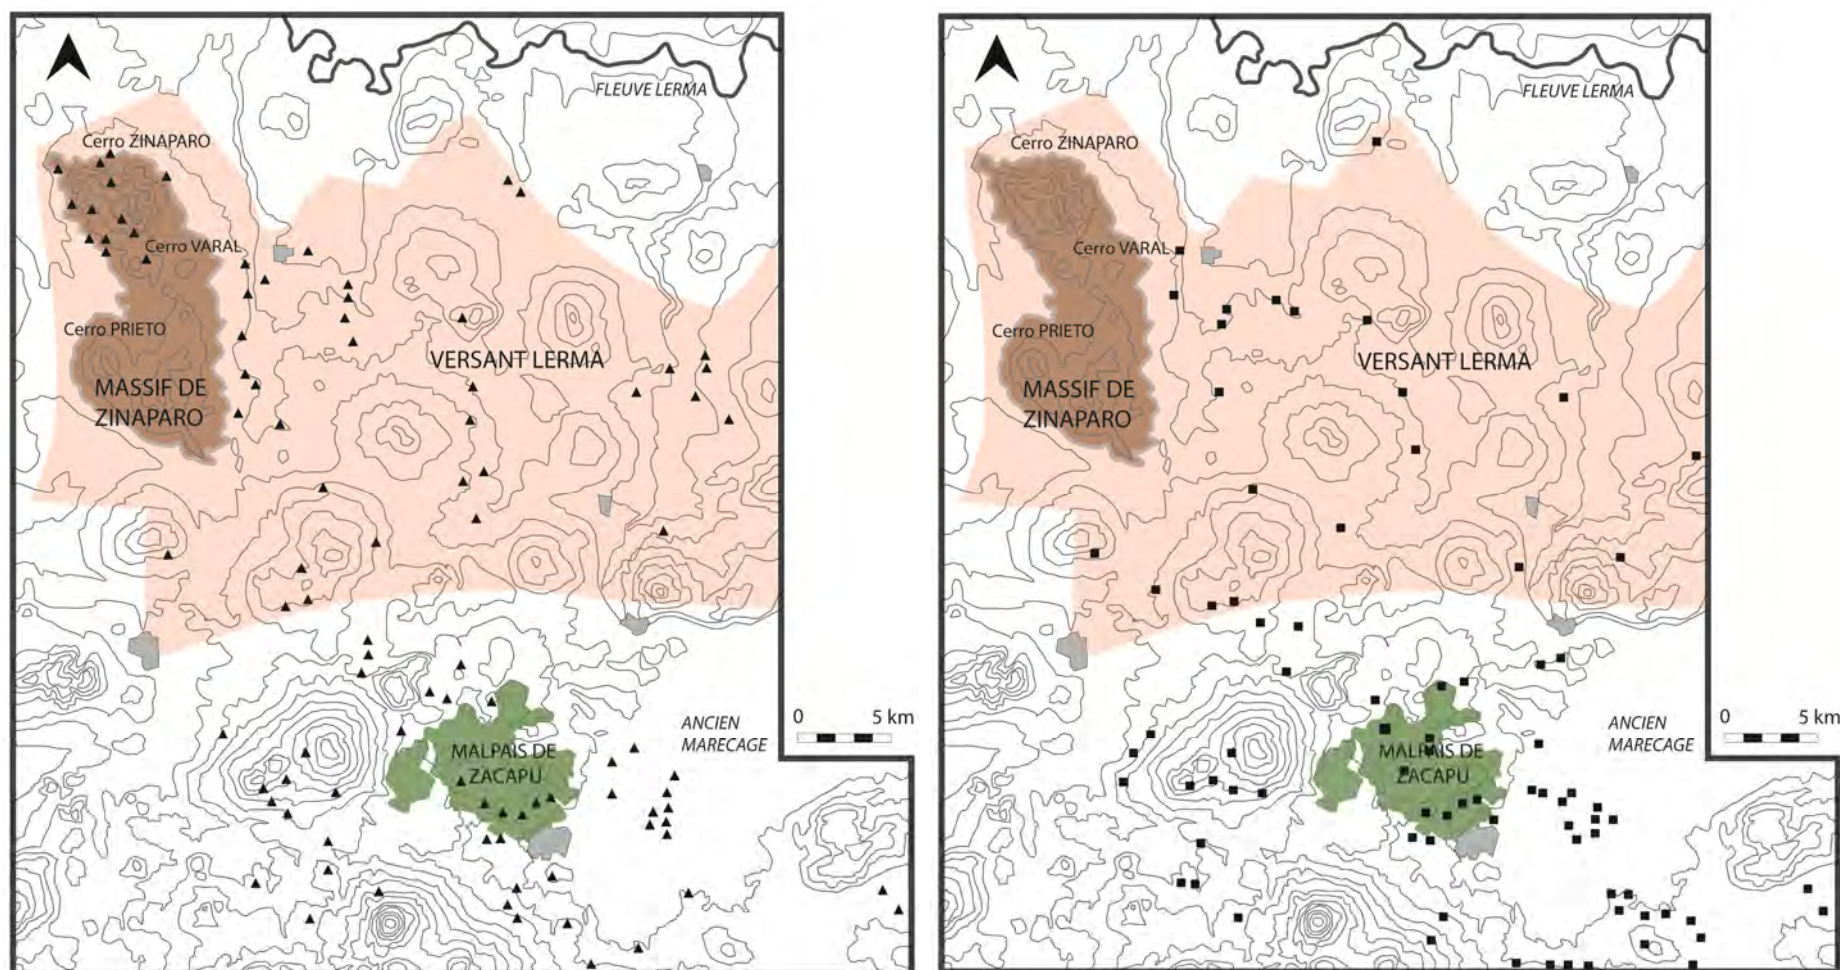 FLEUVE LERMA
Cerro ZINAPARO
Cerro VARAL
Cerro PRIETO
VERSANT LERMA
MASSIF DE
ZINAPARO
ANCIEN
MARECAGE
0 5 km
MALPAÍS DE
ZACAPU
FLEUVE LERMA
Cerro ZINAPARO
Cerro VARAL
Cerro PRIETO
VERSANT LERMA
MASSIF DE
ZINAPARO
ANCIEN
MARECAGE
0 5 km
MALPAÍS DE
ZACAPU